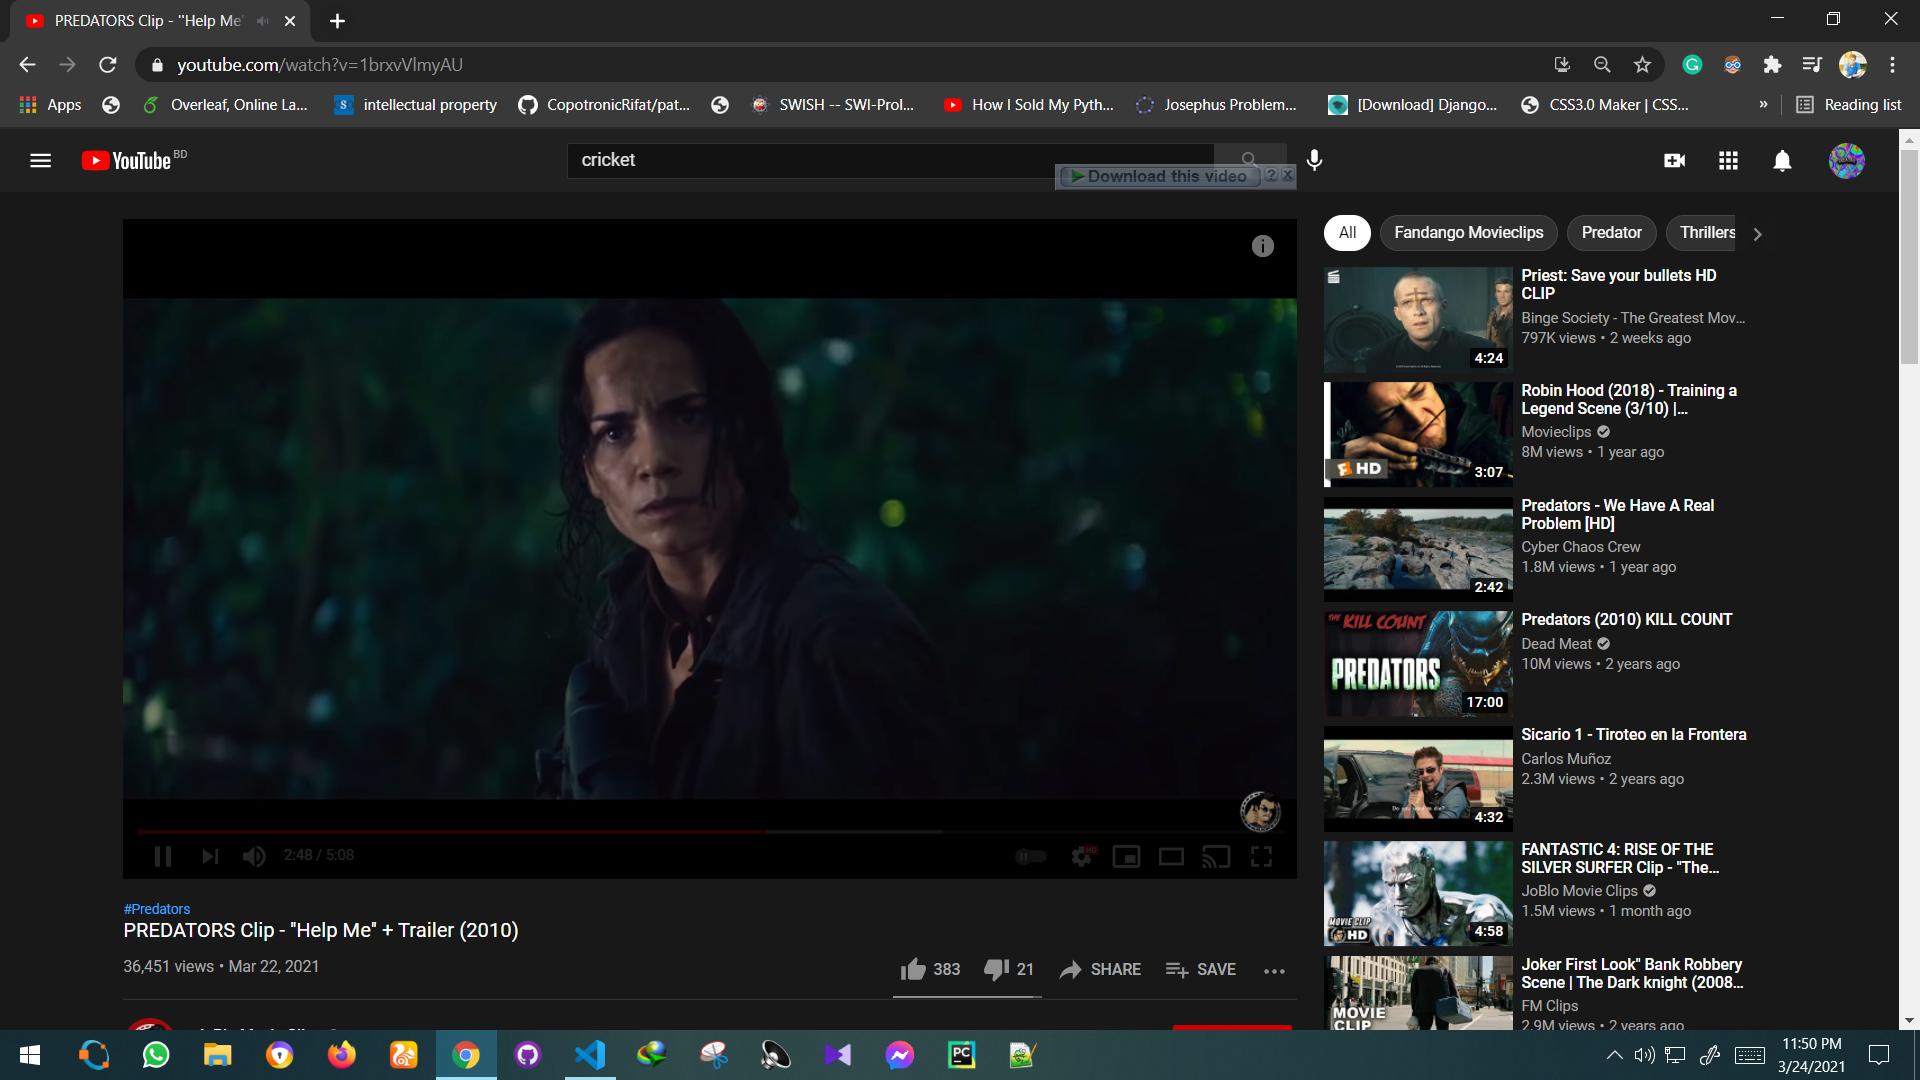 PREDATORS Clip - "Help Me"
youtube.com/watch?v=1brxvVlmyAU
Apps
Overleaf, Online La...
intellectual property
CopotronicRifat/pat...
SWISH -- SWI-Prol...
How I Sold My Pyth...
Josephus Problem...
[Download] Django...
CSS3.0 Maker | CSS...
»
Reading list
YouTube BD
cricket
Download this video ? X
All
Fandango Movieclips
Predator
Thrillers
Priest: Save your bullets HD
CLIP
Binge Society - The Greatest Mov...
797K views • 2 weeks ago
4:24
Robin Hood (2018) - Training a
Legend Scene (3/10) |...
Movieclips
8M views • 1 year ago
HD
3:07
Predators - We Have A Real
Problem [HD]
Cyber Chaos Crew
1.8M views • 1 year ago
2:42
THE KILL COUNT
PREDATORS
17:00
Predators (2010) KILL COUNT
Dead Meat
10M views • 2 years ago
Sicario 1 - Tiroteo en la Frontera
Carlos Muñoz
2.3M views • 2 years ago
4:32
FANTASTIC 4: RISE OF THE
SILVER SURFER Clip - "The...
JoBlo Movie Clips
1.5M views • 1 month ago
MOVIE CLIP
HD
4:58
Joker First Look" Bank Robbery
Scene | The Dark knight (2008...
FM Clips
2.9M views • 2 years ago
MOVIE
CLIP
2:48 / 5:08
HD
#Predators
PREDATORS Clip - "Help Me" + Trailer (2010)
36,451 views • Mar 22, 2021
383
21
SHARE
SAVE
PC
11:50 PM
3/24/2021